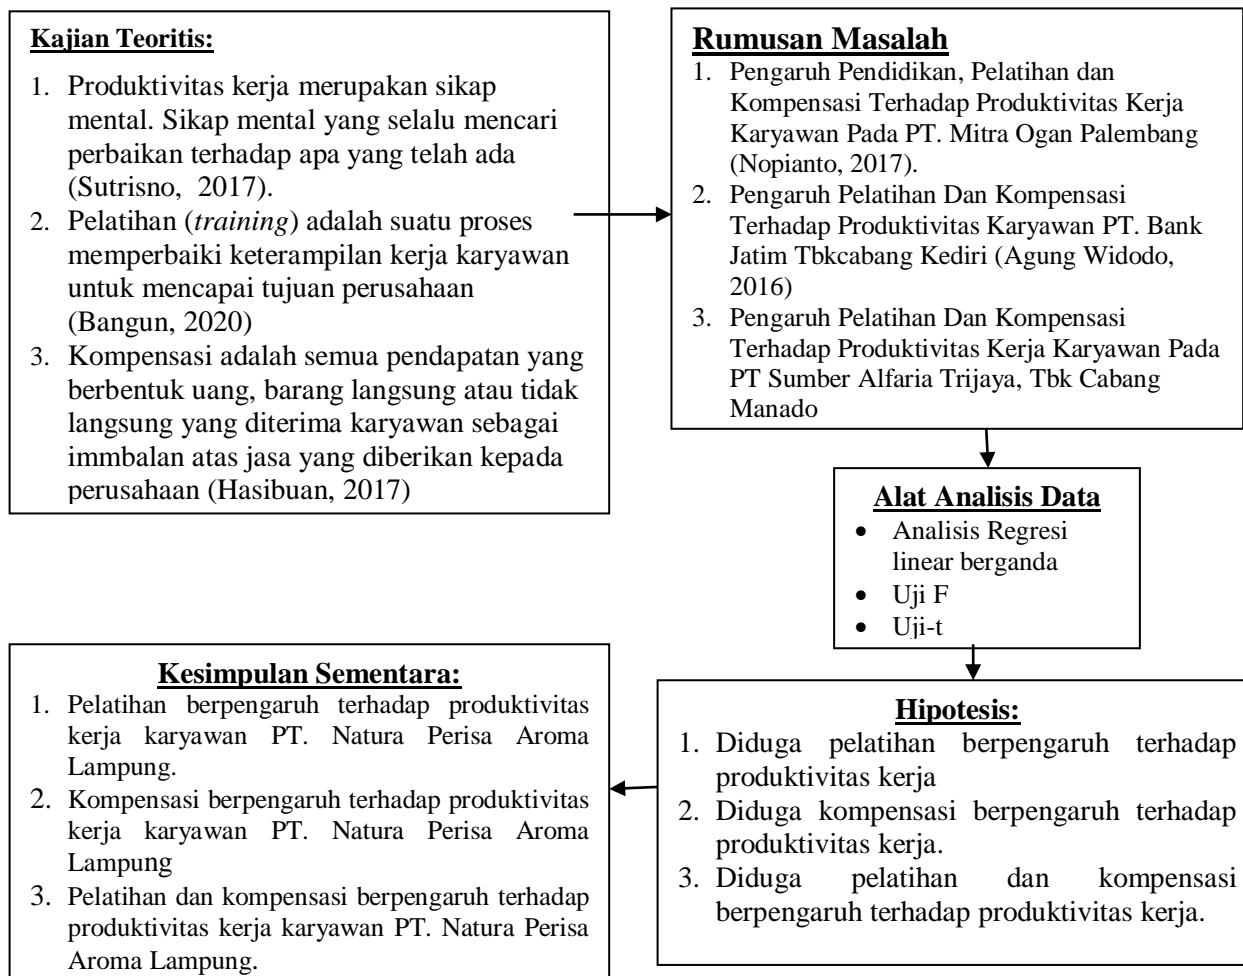 Kajian Teoritis:
1. Produktivitas kerja merupakan sikap
mental. Sikap mental yang selalu mencari
perbaikan terhadap apa yang telah ada
(Sutrisno, 2017).
2. Pelatihan (training) adalah suatu proses
memperbaiki keterampilan kerja karyawan
untuk mencapai tujuan perusahaan
(Bangun, 2020)
3. Kompensasi adalah semua pendapatan yang
berbentuk uang, barang langsung atau tidak
langsung yang diterima karyawan sebagai
immbalan atas jasa yang diberikan kepada
perusahaan (Hasibuan, 2017)
Rumusan Masalah
1. Pengaruh Pendidikan, Pelatihan dan
Kompensasi Terhadap Produktivitas Kerja
Karyawan Pada PT. Mitra Ogan Palembang
(Nopianto, 2017).
2. Pengaruh Pelatihan Dan Kompensasi
Terhadap Produktivitas Karyawan PT. Bank
Jatim Tbkcabang Kediri (Agung Widodo,
2016)
3. Pengaruh Pelatihan Dan Kompensasi
Terhadap Produktivitas Kerja Karyawan Pada
PT Sumber Alfaria Trijaya, Tbk Cabang
Manado
Alat Analisis Data
• Analisis Regresi
linear berganda
• Uji F
• Uji-t
Hipotesis:
1. Diduga pelatihan berpengaruh terhadap
produktivitas kerja
2. Diduga kompensasi berpengaruh terhadap
produktivitas kerja.
3. Diduga pelatihan dan kompensasi
berpengaruh terhadap produktivitas kerja.
Kesimpulan Sementara:
1. Pelatihan berpengaruh terhadap produktivitas
kerja karyawan PT. Natura Perisa Aroma
Lampung.
2. Kompensasi berpengaruh terhadap produktivitas
kerja karyawan PT. Natura Perisa Aroma
Lampung
3. Pelatihan dan kompensasi berpengaruh terhadap
produktivitas kerja karyawan PT. Natura Perisa
Aroma Lampung.